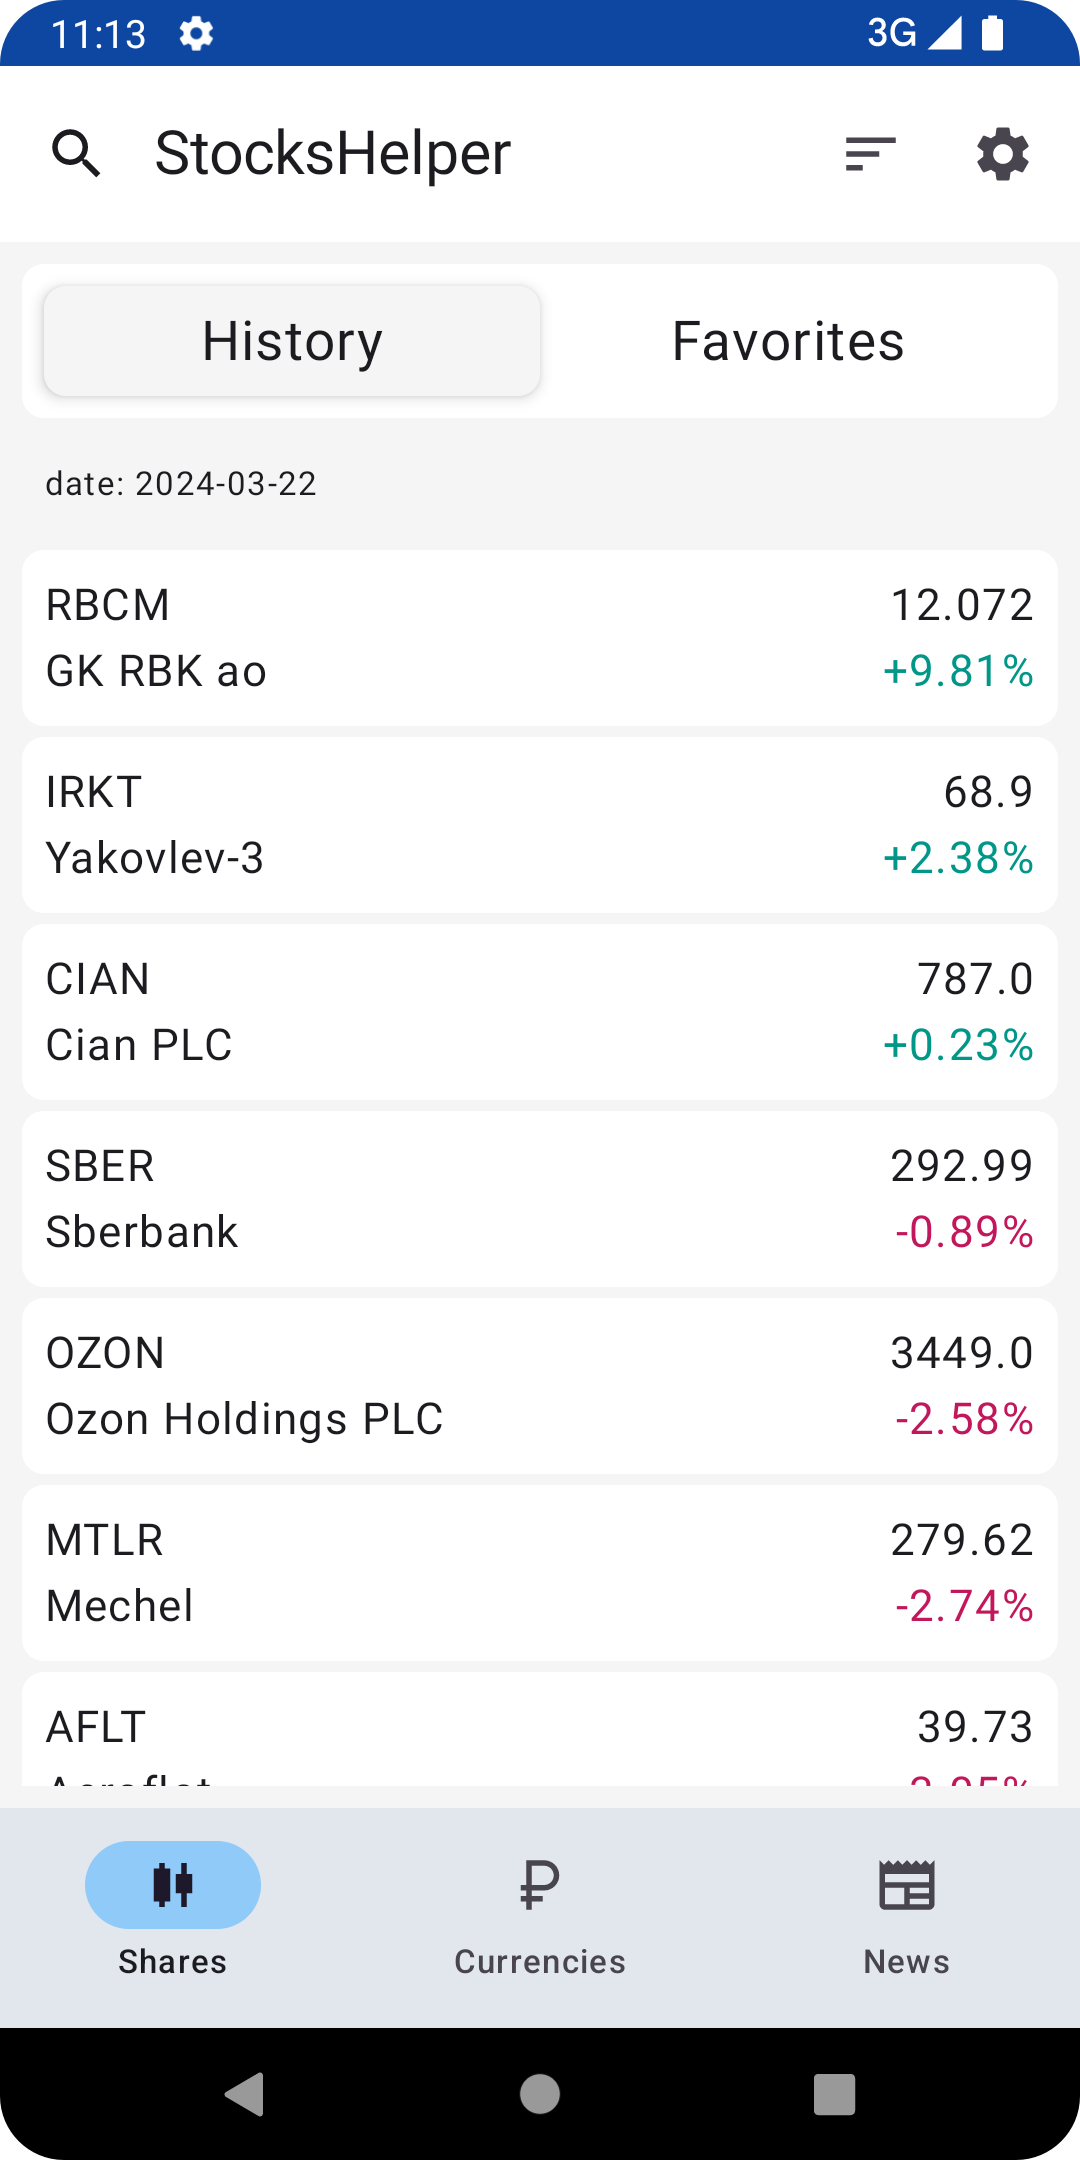 11:13
3G
StocksHelper
History
Favorites
date: 2024-03-22
RBCM
12.072
GK RBK ao
+9.81%
IRKT
68.9
Yakovlev-3
+2.38%
CIAN
787.0
Cian PLC
+0.23%
SBER
292.99
Sberbank
-0.89%
OZON
3449.0
Ozon Holdings PLC
-2.58%
MTLR
279.62
Mechel
-2.74%
AFLT
39.73
Shares
Currencies
News